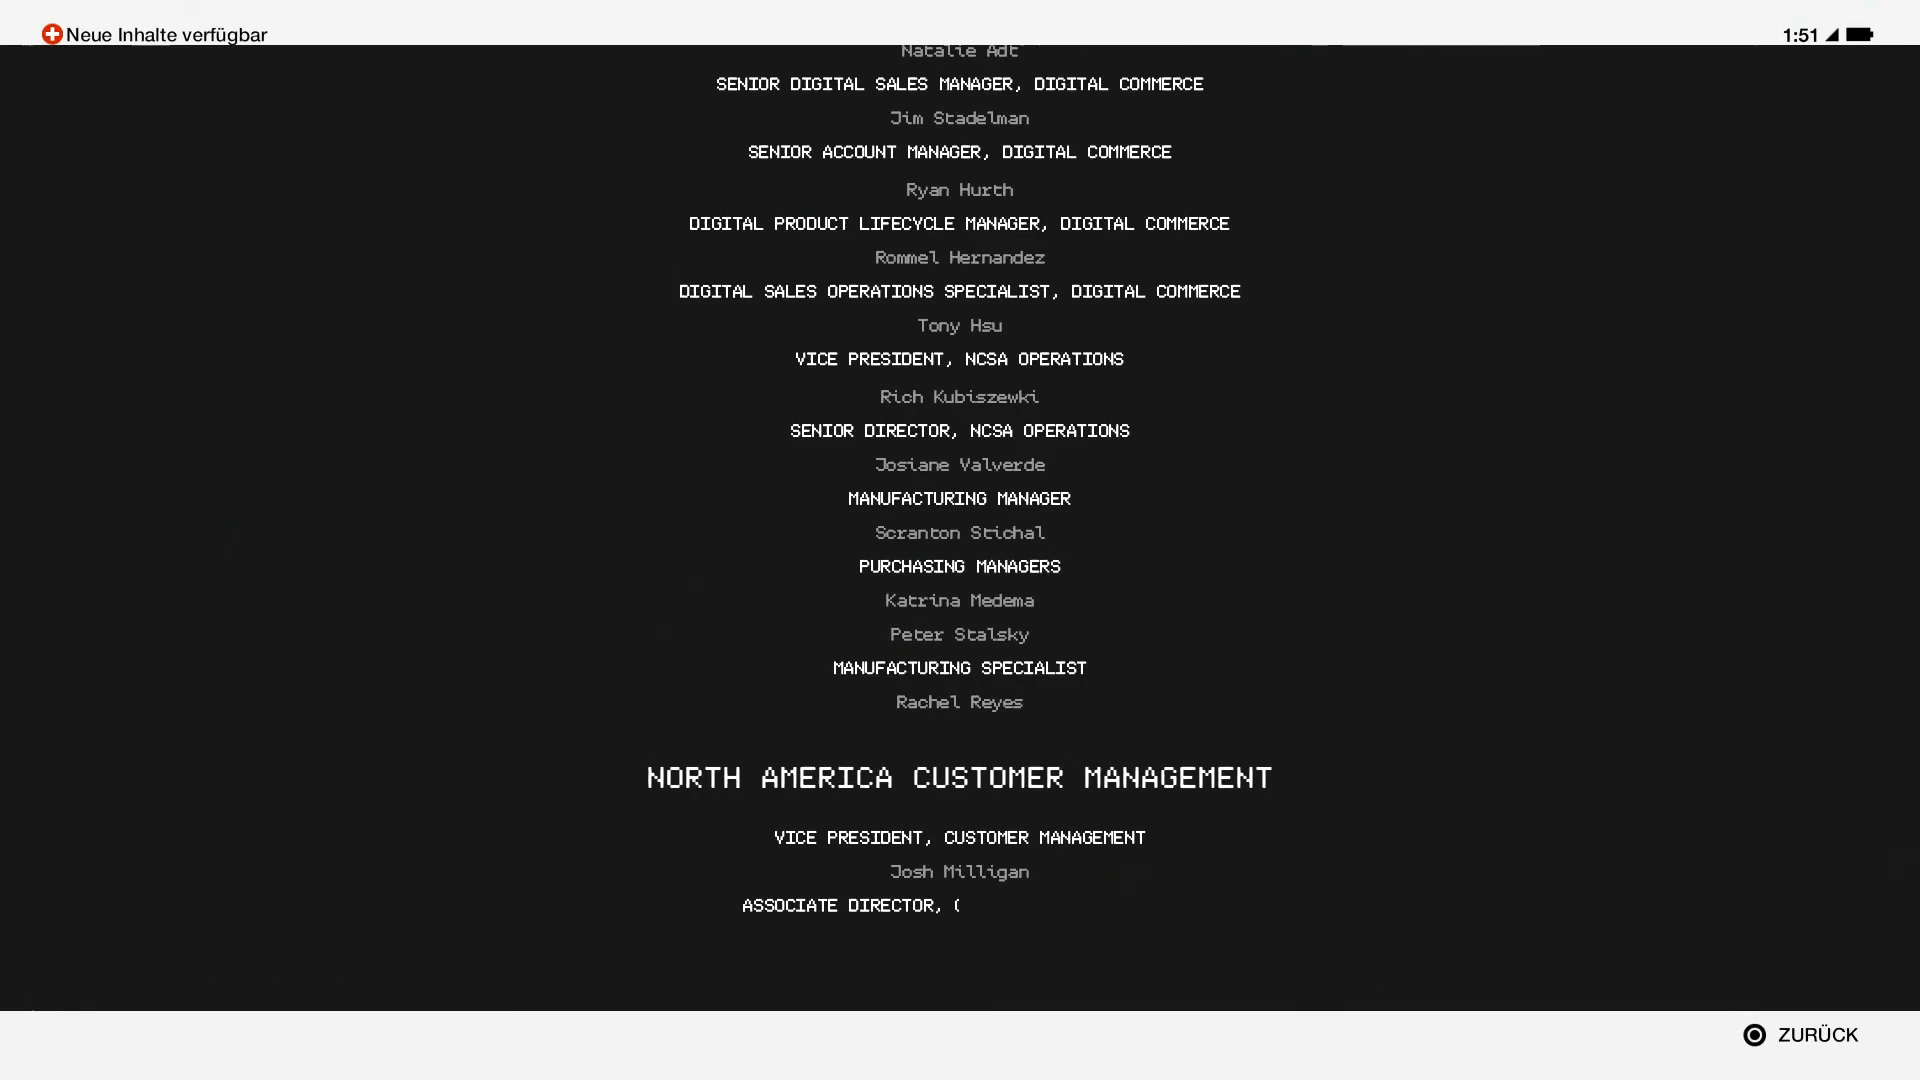 Neue Inhalte verfügbar
1:51
Natalie Adt
SENIOR DIGITAL SALES MANAGER, DIGITAL COMMERCE
Jim Stadelman
SENIOR ACCOUNT MANAGER, DIGITAL COMMERCE
Ryan Hurth
DIGITAL PRODUCT LIFECYCLE MANAGER, DIGITAL COMMERCE
Rommel Hernandez
DIGITAL SALES OPERATIONS SPECIALIST, DIGITAL COMMERCE
Tony Hsu
VICE PRESIDENT, NCSA OPERATIONS
Rich Kubiszewki
SENIOR DIRECTOR, NCSA OPERATIONS
Josiane Valverde
MANUFACTURING MANAGER
Scranton Stichal
PURCHASING MANAGERS
Katrina Medema
Peter Stalsky
MANUFACTURING SPECIALIST
Rachel Reyes
NORTH AMERICA CUSTOMER MANAGEMENT
VICE PRESIDENT, CUSTOMER MANAGEMENT
Josh Milligan
ASSOCIATE DIRECTOR, (
ZURÜCK